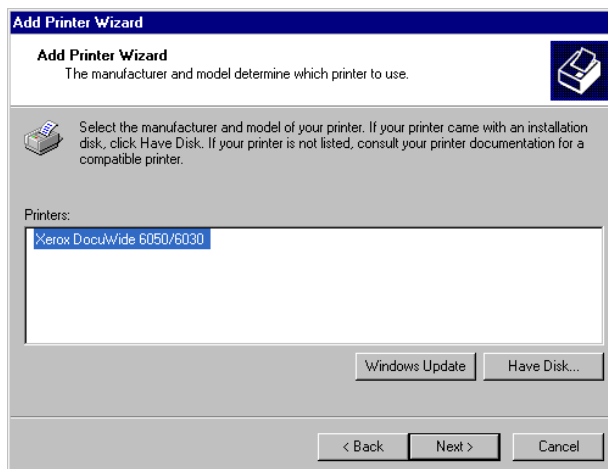 Add Printer Wizard
Add Printer Wizard
The manufacturer and model determine which printer to use.
Select the manufacturer and model of your printer. If your printer came with an installation
disk, click Have Disk. If your printer is not listed, consult your printer documentation for a
compatible printer.
Printers:
Xerox DocuWide 6050/6030
Windows Update
Have Disk...
< Back
Next >
Cancel